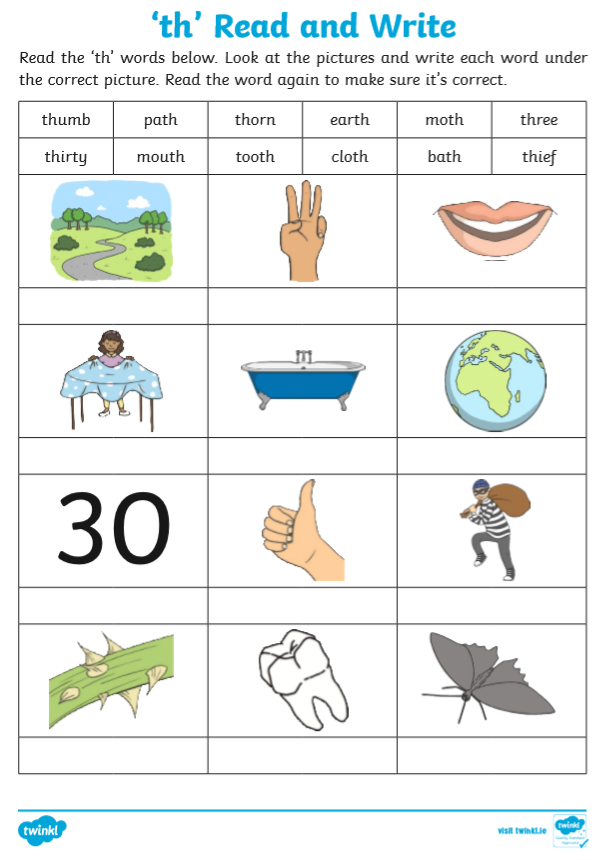 ‘th’ Read and Write
Read the ‘th’ words below. Look at the pictures and write each word under
the correct picture. Read the word again to make sure it’s correct.
thumb path thorn earth moth three
thirty mouth tooth cloth bath thief
30
twinkl
visit twinkl.ie
twinkl